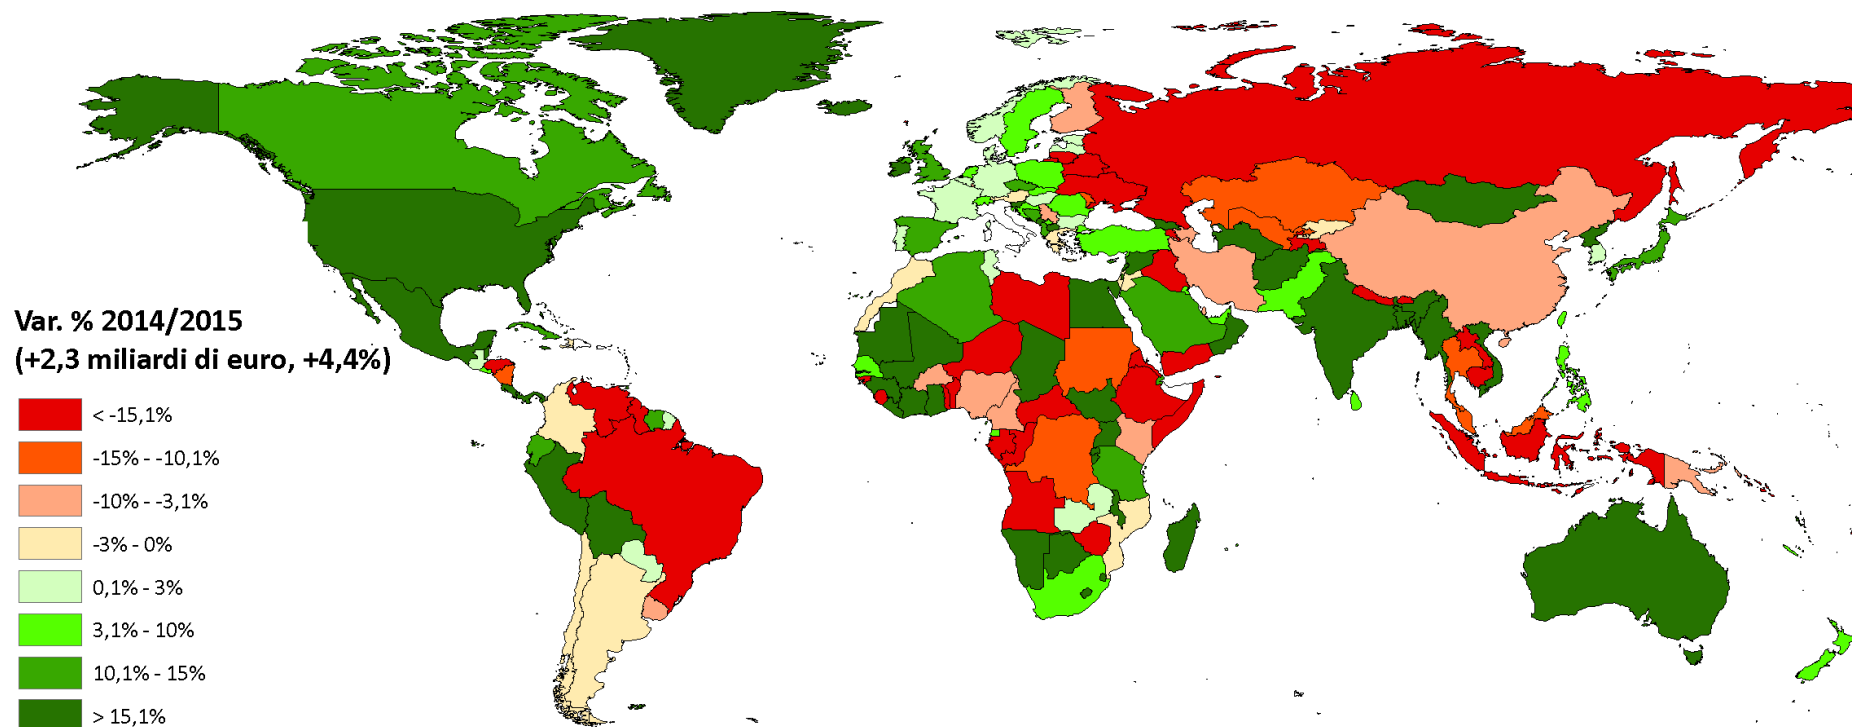 Var. % 2014/2015
(+2,3 miliardi di euro, +4,4%)
< -15,1%
-15% - -10,1%
-10% - -3,1%
-3% - 0%
0,1% - 3%
3,1% - 10%
10,1% - 15%
> 15,1%